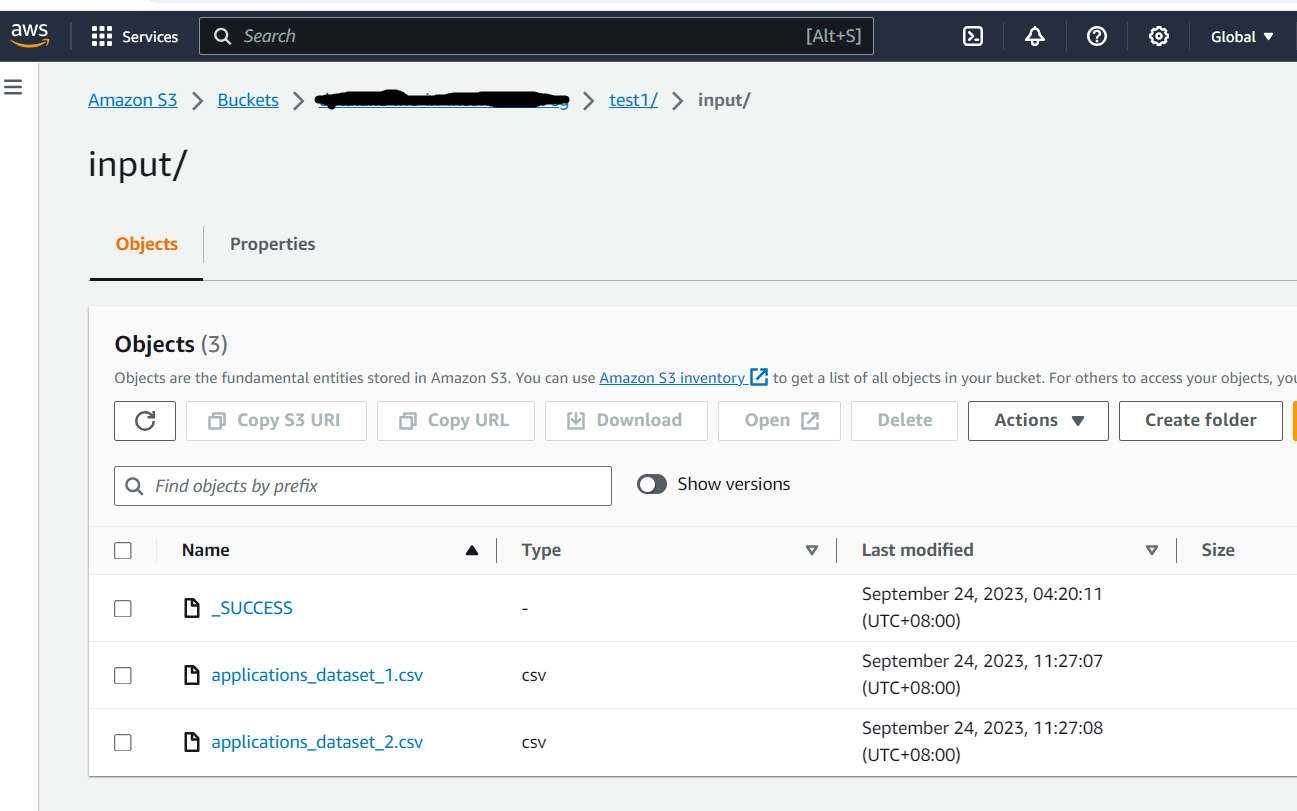 aws Services Search [Alt+S] Global
Amazon S3 Buckets test1/ input/
input/
Objects Properties
Objects (3)
Objects are the fundamental entities stored in Amazon S3. You can use Amazon S3 inventory to get a list of all objects in your bucket. For others to access your objects,
Copy S3 URI Copy URL Download Open Delete Actions Create folder
Find objects by prefix Show versions
Name Type Last modified Size
_SUCCESS - September 24, 2023, 04:20:11
(UTC+08:00)
applications_dataset_1.csv csv September 24, 2023, 11:27:07
(UTC+08:00)
applications_dataset_2.csv csv September 24, 2023, 11:27:08
(UTC+08:00)